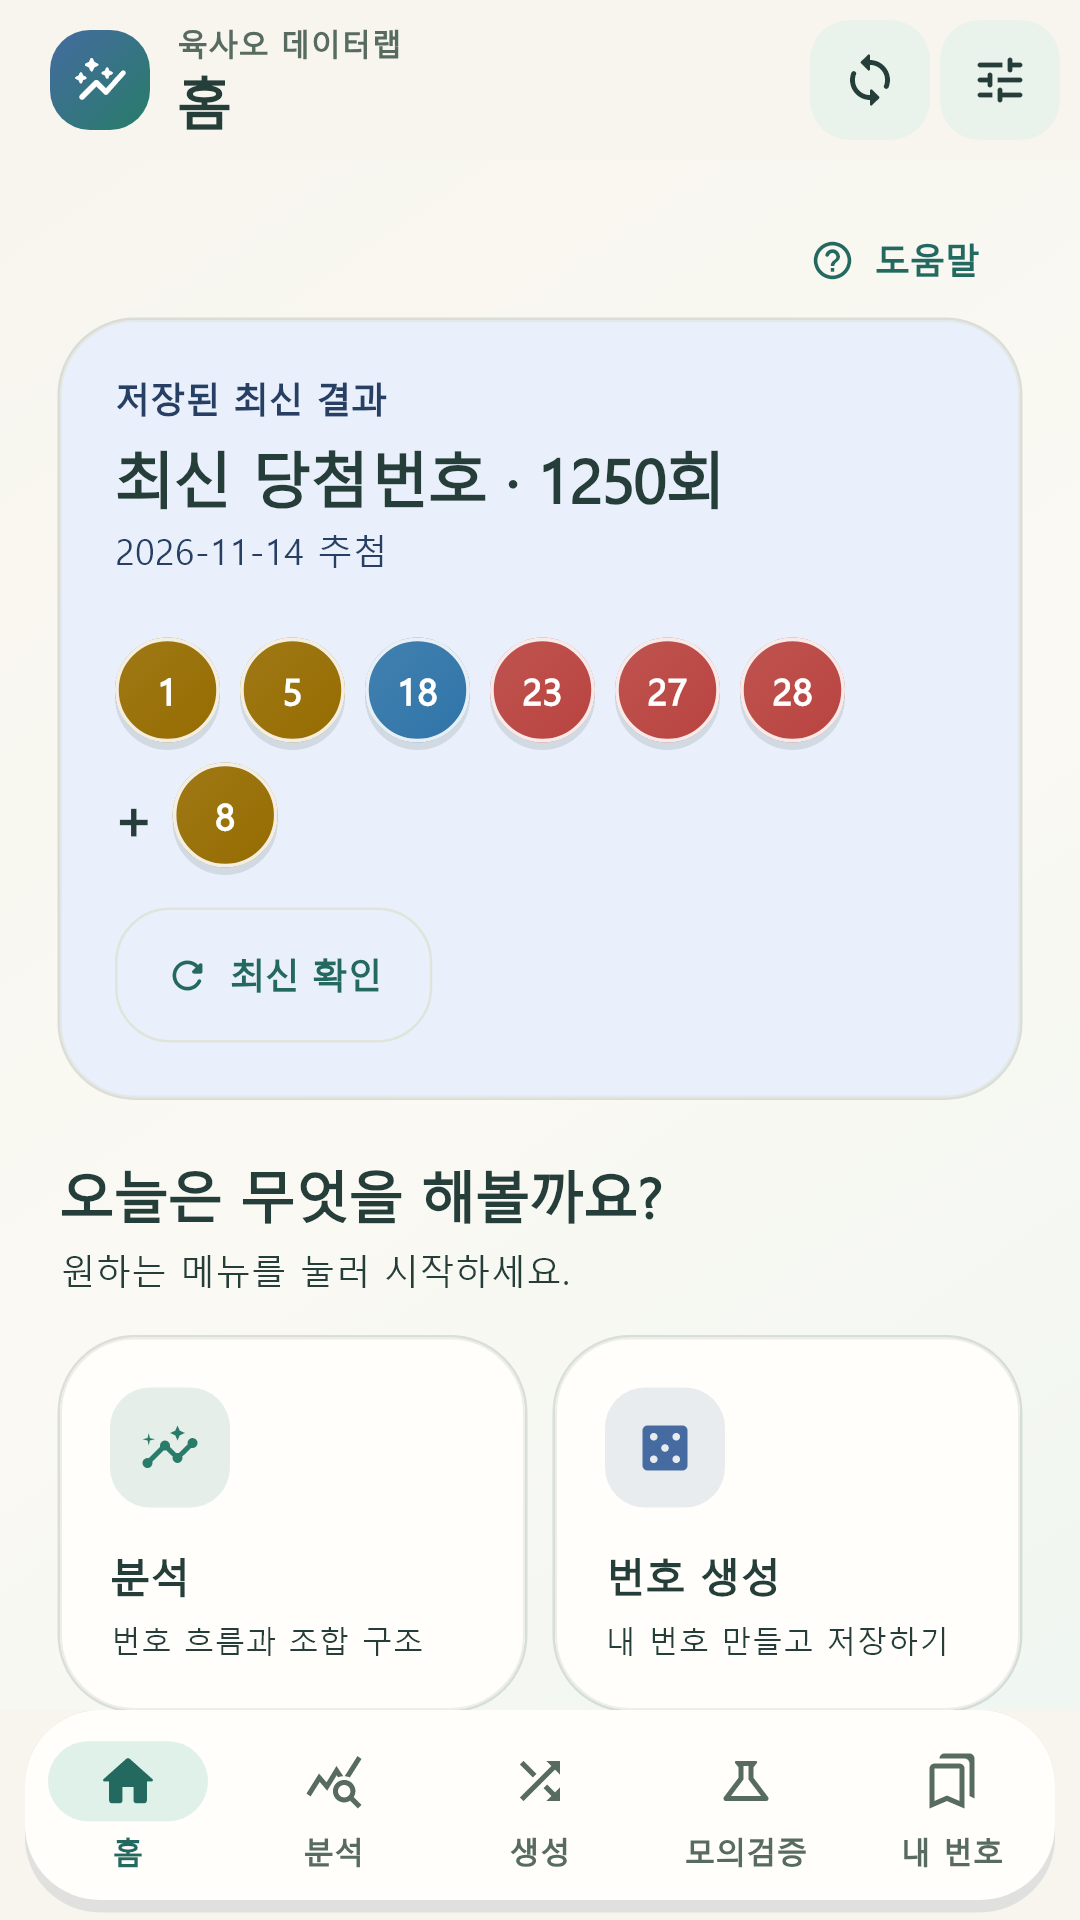 육사오 데이터랩
홈
도움말
저장된 최신 결과
최신 당첨번호 · 1250회
2026-11-14 추첨
1 5 18 23 27 28
+ 8
최신 확인
오늘은 무엇을 해볼까요?
원하는 메뉴를 눌러 시작하세요.
분석
번호 흐름과 조합 구조
번호 생성
내 번호 만들고 저장하기
홈 분석 생성 모의검증 내 번호